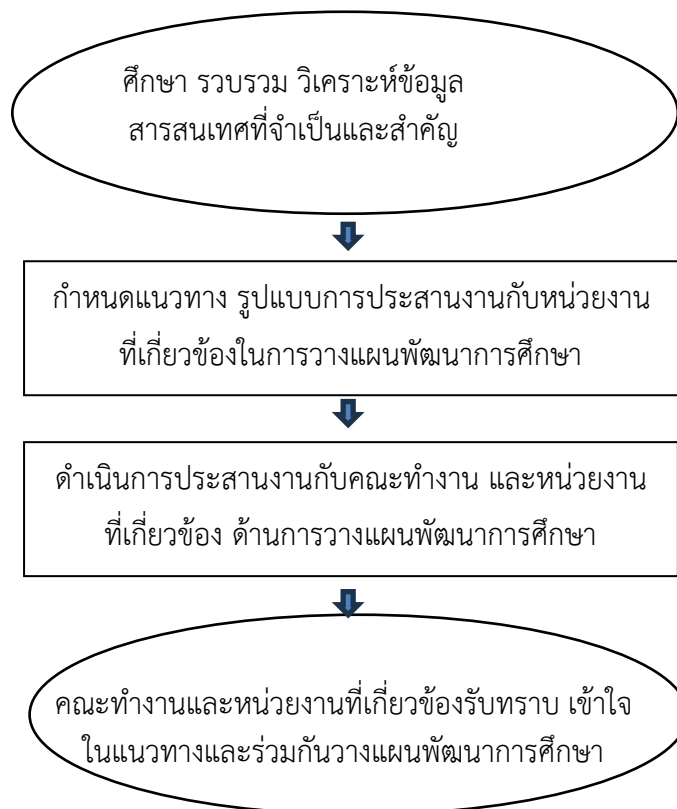 ศึกษา รวบรวม วิเคราะห์ข้อมูล
สารสนเทศที่จำเป็นและสำคัญ
กำหนดแนวทาง รูปแบบการประสานงานกับหน่วยงาน
ที่เกี่ยวข้องในการวางแผนพัฒนาการศึกษา
ดำเนินการประสานงานกับคณะทำงาน และหน่วยงาน
ที่เกี่ยวข้อง ด้านการวางแผนพัฒนาการศึกษา
คณะทำงานและหน่วยงานที่เกี่ยวข้องรับทราบ เข้าใจ
ในแนวทางและร่วมกันวางแผนพัฒนาการศึกษา